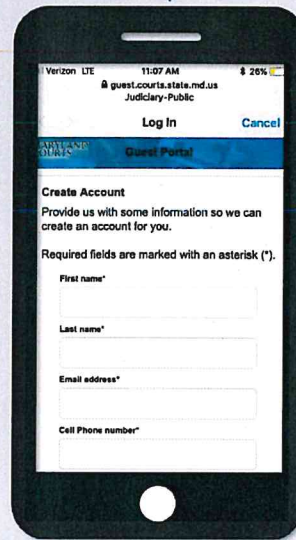 Verizon LTE 11:07 AM 26%
guest.courts.state.md.us
Judiciary-Public
Log In Cancel
MARYLAND
COURTS
Guest Portal
Create Account
Provide us with some information so we can
create an account for you.
Required fields are marked with an asterisk (*).
First name*
Last name*
Email address*
Cell Phone number*